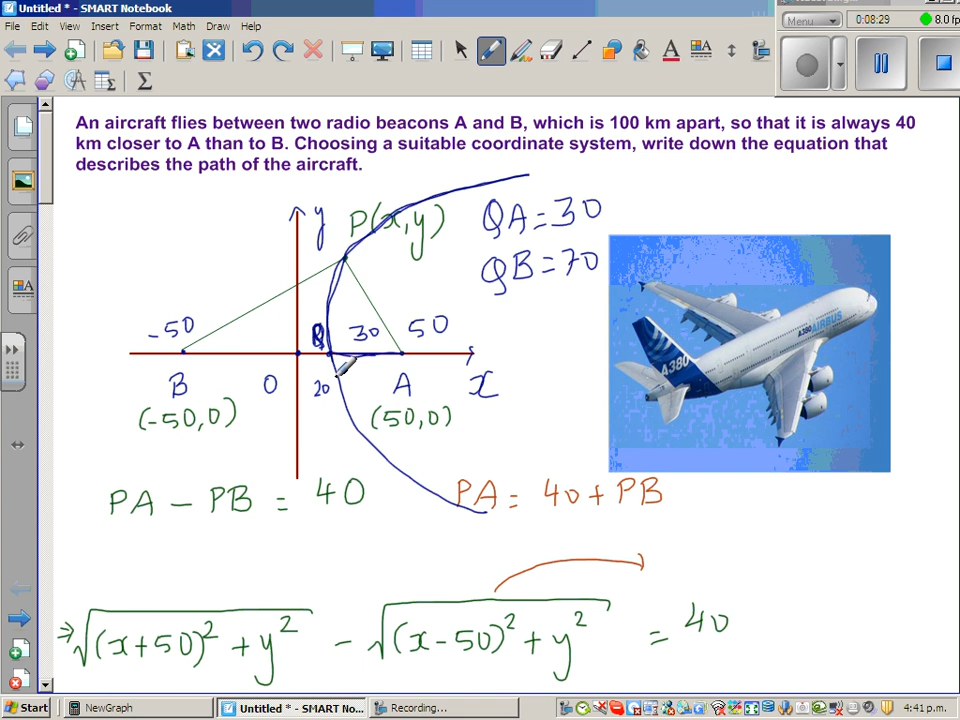 Untitled * - SMART Notebook
File Edit View Insert Format Math Draw Help
Menu
0:08:29
8.0 fp
An aircraft flies between two radio beacons A and B, which is 100 km apart, so that it is always 40
km closer to A than to B. Choosing a suitable coordinate system, write down the equation that
describes the path of the aircraft.
y P(x,y) QA=30
QB=70
-50 Q 30 50
B O 20 A x
(-50,0) (50,0)
A380 AIRBUS
A380
PA - PB = 40 PA = 40 + PB
⇒√(x+50)² + y² - √(x-50)² + y² = 40
Start NewGraph Untitled * - SMART No... Recording... 4:41 p.m.